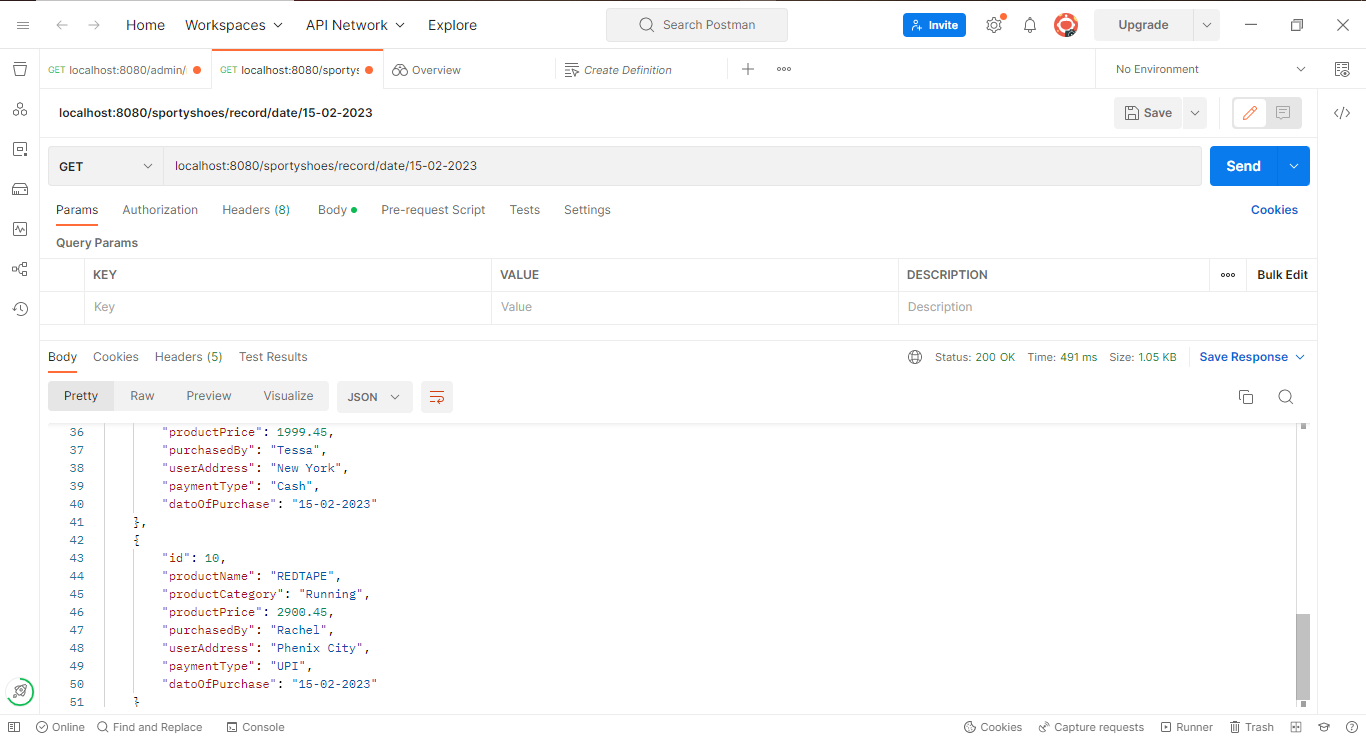 Home Workspaces API Network Explore Search Postman Invite Upgrade
GET localhost:8080/admin/ GET localhost:8080/sportys Overview Create Definition No Environment
localhost:8080/sportyshoes/record/date/15-02-2023 Save
GET localhost:8080/sportyshoes/record/date/15-02-2023 Send
Params Authorization Headers (8) Body Pre-request Script Tests Settings Cookies
Query Params
KEY VALUE DESCRIPTION Bulk Edit
Key Value Description
Body Cookies Headers (5) Test Results Status: 200 OK Time: 491 ms Size: 1.05 KB Save Response
Pretty Raw Preview Visualize JSON
36 "productPrice": 1999.45,
37 "purchasedBy": "Tessa",
38 "userAddress": "New York",
39 "paymentType": "Cash",
40 "datoOfPurchase": "15-02-2023"
41 },
42 {
43 "id": 10,
44 "productName": "REDTAPE",
45 "productCategory": "Running",
46 "productPrice": 2900.45,
47 "purchasedBy": "Rachel",
48 "userAddress": "Phenix City",
49 "paymentType": "UPI",
50 "datoOfPurchase": "15-02-2023"
51 }
Online Find and Replace Console Cookies Capture requests Runner Trash